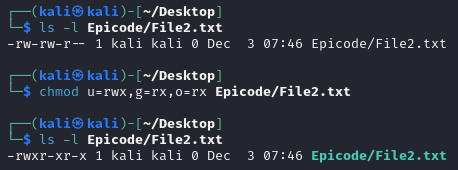 ┌──(kali㉿kali)-[~/Desktop]
└─$ ls -l Epicode/File2.txt
-rw-rw-r-- 1 kali kali 0 Dec  3 07:46 Epicode/File2.txt
┌──(kali㉿kali)-[~/Desktop]
└─$ chmod u=rwx,g=rx,o=rx Epicode/File2.txt
┌──(kali㉿kali)-[~/Desktop]
└─$ ls -l Epicode/File2.txt
-rwxr-xr-x 1 kali kali 0 Dec  3 07:46 Epicode/File2.txt